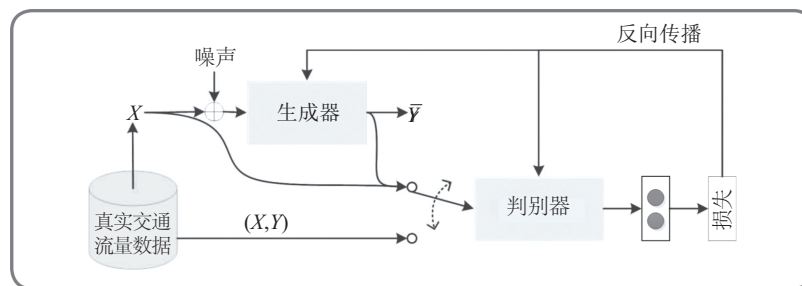 反向传播
噪声
X
生成器
Ȳ
真实交通
流量数据
(X,Y)
判别器
损失